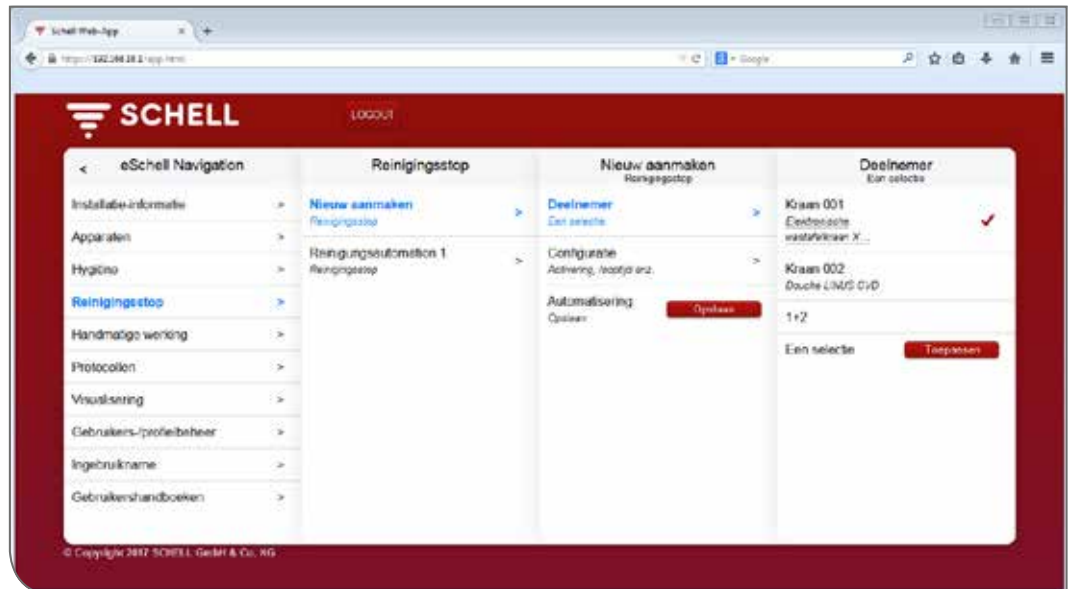 Schell Web-App
Google
SCHELL
LOGOUT
< eSchell Navigation
Installatie-informatie >
Apparaten >
Hygiëne >
Reinigingsstop >
Handmatige werking >
Protocollen >
Visualisering >
Gebruikers-/profielbeheer >
Ingebruikname >
Gebruikershandboeken >
Reinigingsstop
Nieuw aanmaken >
Reinigingsstop
Reinigungsautomation 1 >
Reinigingsstop
Nieuw aanmaken
Reinigingsstop
Deelnemer >
Een selectie
Configuratie >
Activering, looptijd enz.
Automatisering
Opslaan
Opslaan
Deelnemer
Een selectie
Kraan 001
Elektronische
wastafelkraan X...
Kraan 002
Douche LINUS
1+2
Een selectie
Toepassen
© Copyright 2017 SCHELL GmbH & Co. KG